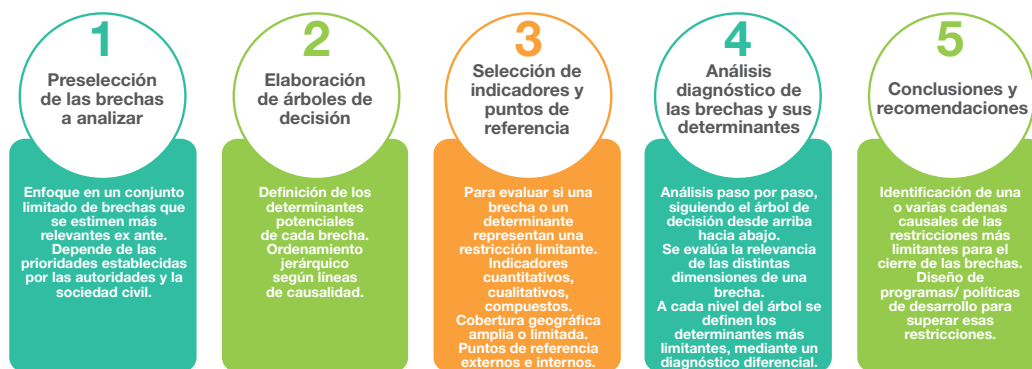 1
Preselección
de las brechas
a analizar
Enfoque en un conjunto
limitado de brechas que
se estimen más
relevantes ex ante.
Depende de las
prioridades establecidas
por las autoridades y la
sociedad civil.
2
Elaboración
de árboles de
decisión
Definición de los
determinantes
potenciales
de cada brecha.
Ordenamiento
jerárquico
según líneas
de causalidad.
3
Selección de
indicadores y
puntos de
referencia
Para evaluar si una
brecha o un
determinante
representan una
restricción limitante.
Indicadores
cuantitativos,
cualitativos,
compuestos.
Cobertura geográfica
amplia o limitada.
Puntos de referencia
externos e internos.
4
Análisis
diagnóstico de
las brechas y sus
determinantes
Análisis paso por paso,
siguiendo el árbol de
decisión desde arriba
hacia abajo.
Se evalúa la relevancia
de las distintas
dimensiones de una
brecha.
A cada nivel del árbol se
definen los
determinantes más
limitantes, mediante un
diagnóstico diferencial.
5
Conclusiones y
recomendaciones
Identificación de una
o varias cadenas
causales de las
restricciones más
limitantes para el
cierre de las brechas.
Diseño de
programas/ políticas
de desarrollo para
superar esas
restricciones.